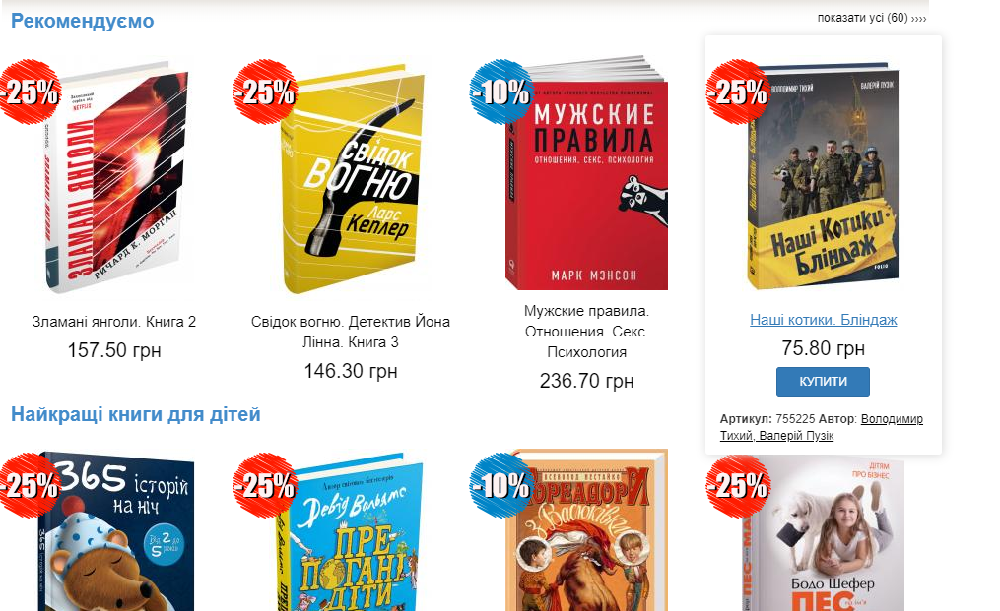 Рекомендуємо
показати усі (60) ››››
-25%
NETFLIX
ЗЛАМАНІ ЯНГОЛИ
РИЧАРД К. МОРГАН
-25%
СВІДОК
ВОГНЮ
Ларс
Кеплер
-10%
МУЖСКИЕ
ПРАВИЛА
ОТНОШЕНИЯ, СЕКС, ПСИХОЛОГИЯ
МАРК МЭНСОН
-25%
ВОЛОДИМИР ТИХИЙ
ВАЛЕРІЙ ПУЗІК
Наші Котики-
Бліндаж
FOLIO
Зламані янголи. Книга 2
157.50 грн
Свідок вогню. Детектив Йона
Лінна. Книга 3
146.30 грн
Мужские правила.
Отношения. Секс.
Психология
236.70 грн
Наші котики. Бліндаж
75.80 грн
КУПИТИ
Артикул: 755225 Автор: Володимир
Тихий, Валерій Пузік
Найкращі книги для дітей
-25%
365 історій
на ніч
Від 2 до
5 років
-25%
Девід Вольямс
ПРЕ-
ПОГАНІ
ДІТИ
-10%
ВСЕВОЛОД НЕСТАЙКО
ТОРЕАДОРИ
З Васюківки
-25%
ДІТЯМ
ПРО БІЗНЕС
Бодо Шефер
ПЕС